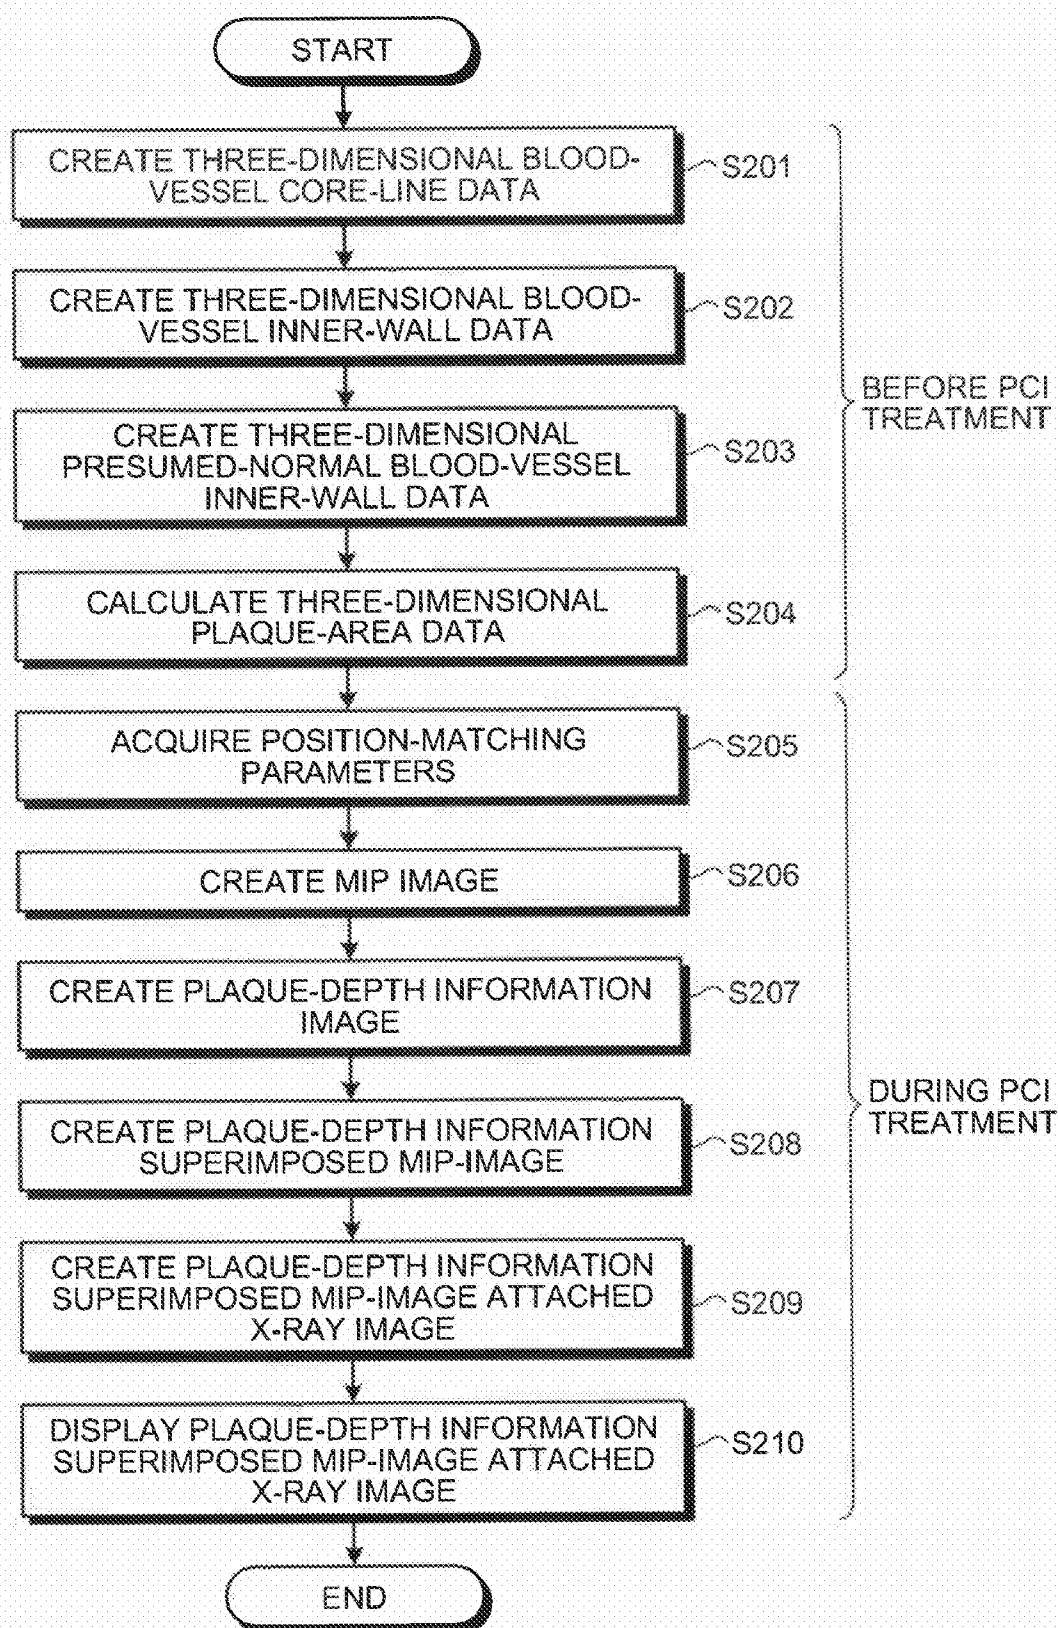 START
CREATE THREE-DIMENSIONAL BLOOD-
VESSEL CORE-LINE DATA
S201
CREATE THREE-DIMENSIONAL BLOOD-
VESSEL INNER-WALL DATA
S202
CREATE THREE-DIMENSIONAL
PRESUMED-NORMAL BLOOD-VESSEL
INNER-WALL DATA
S203
CALCULATE THREE-DIMENSIONAL
PLAQUE-AREA DATA
S204
BEFORE PCI
TREATMENT
ACQUIRE POSITION-MATCHING
PARAMETERS
S205
CREATE MIP IMAGE
S206
CREATE PLAQUE-DEPTH INFORMATION
IMAGE
S207
CREATE PLAQUE-DEPTH INFORMATION
SUPERIMPOSED MIP-IMAGE
S208
CREATE PLAQUE-DEPTH INFORMATION
SUPERIMPOSED MIP-IMAGE ATTACHED
X-RAY IMAGE
S209
DISPLAY PLAQUE-DEPTH INFORMATION
SUPERIMPOSED MIP-IMAGE ATTACHED
X-RAY IMAGE
S210
DURING PCI
TREATMENT
END